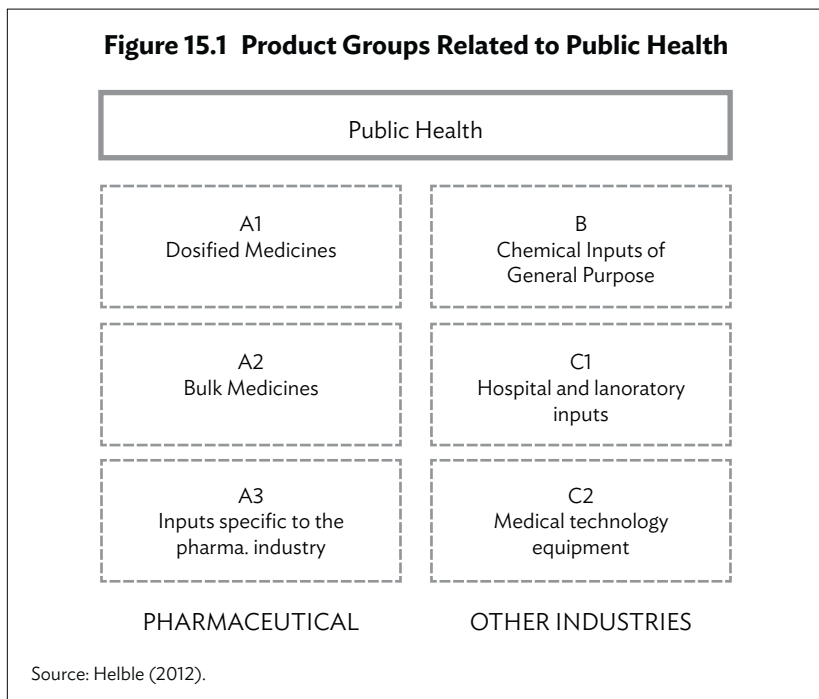 Figure 15.1 Product Groups Related to Public Health
Public Health
A1
Dosified Medicines
B
Chemical Inputs of
General Purpose
A2
Bulk Medicines
C1
Hospital and lanoratory
inputs
A3
Inputs specific to the
pharma. industry
C2
Medical technology
equipment
PHARMACEUTICAL
OTHER INDUSTRIES
Source: Helble (2012).